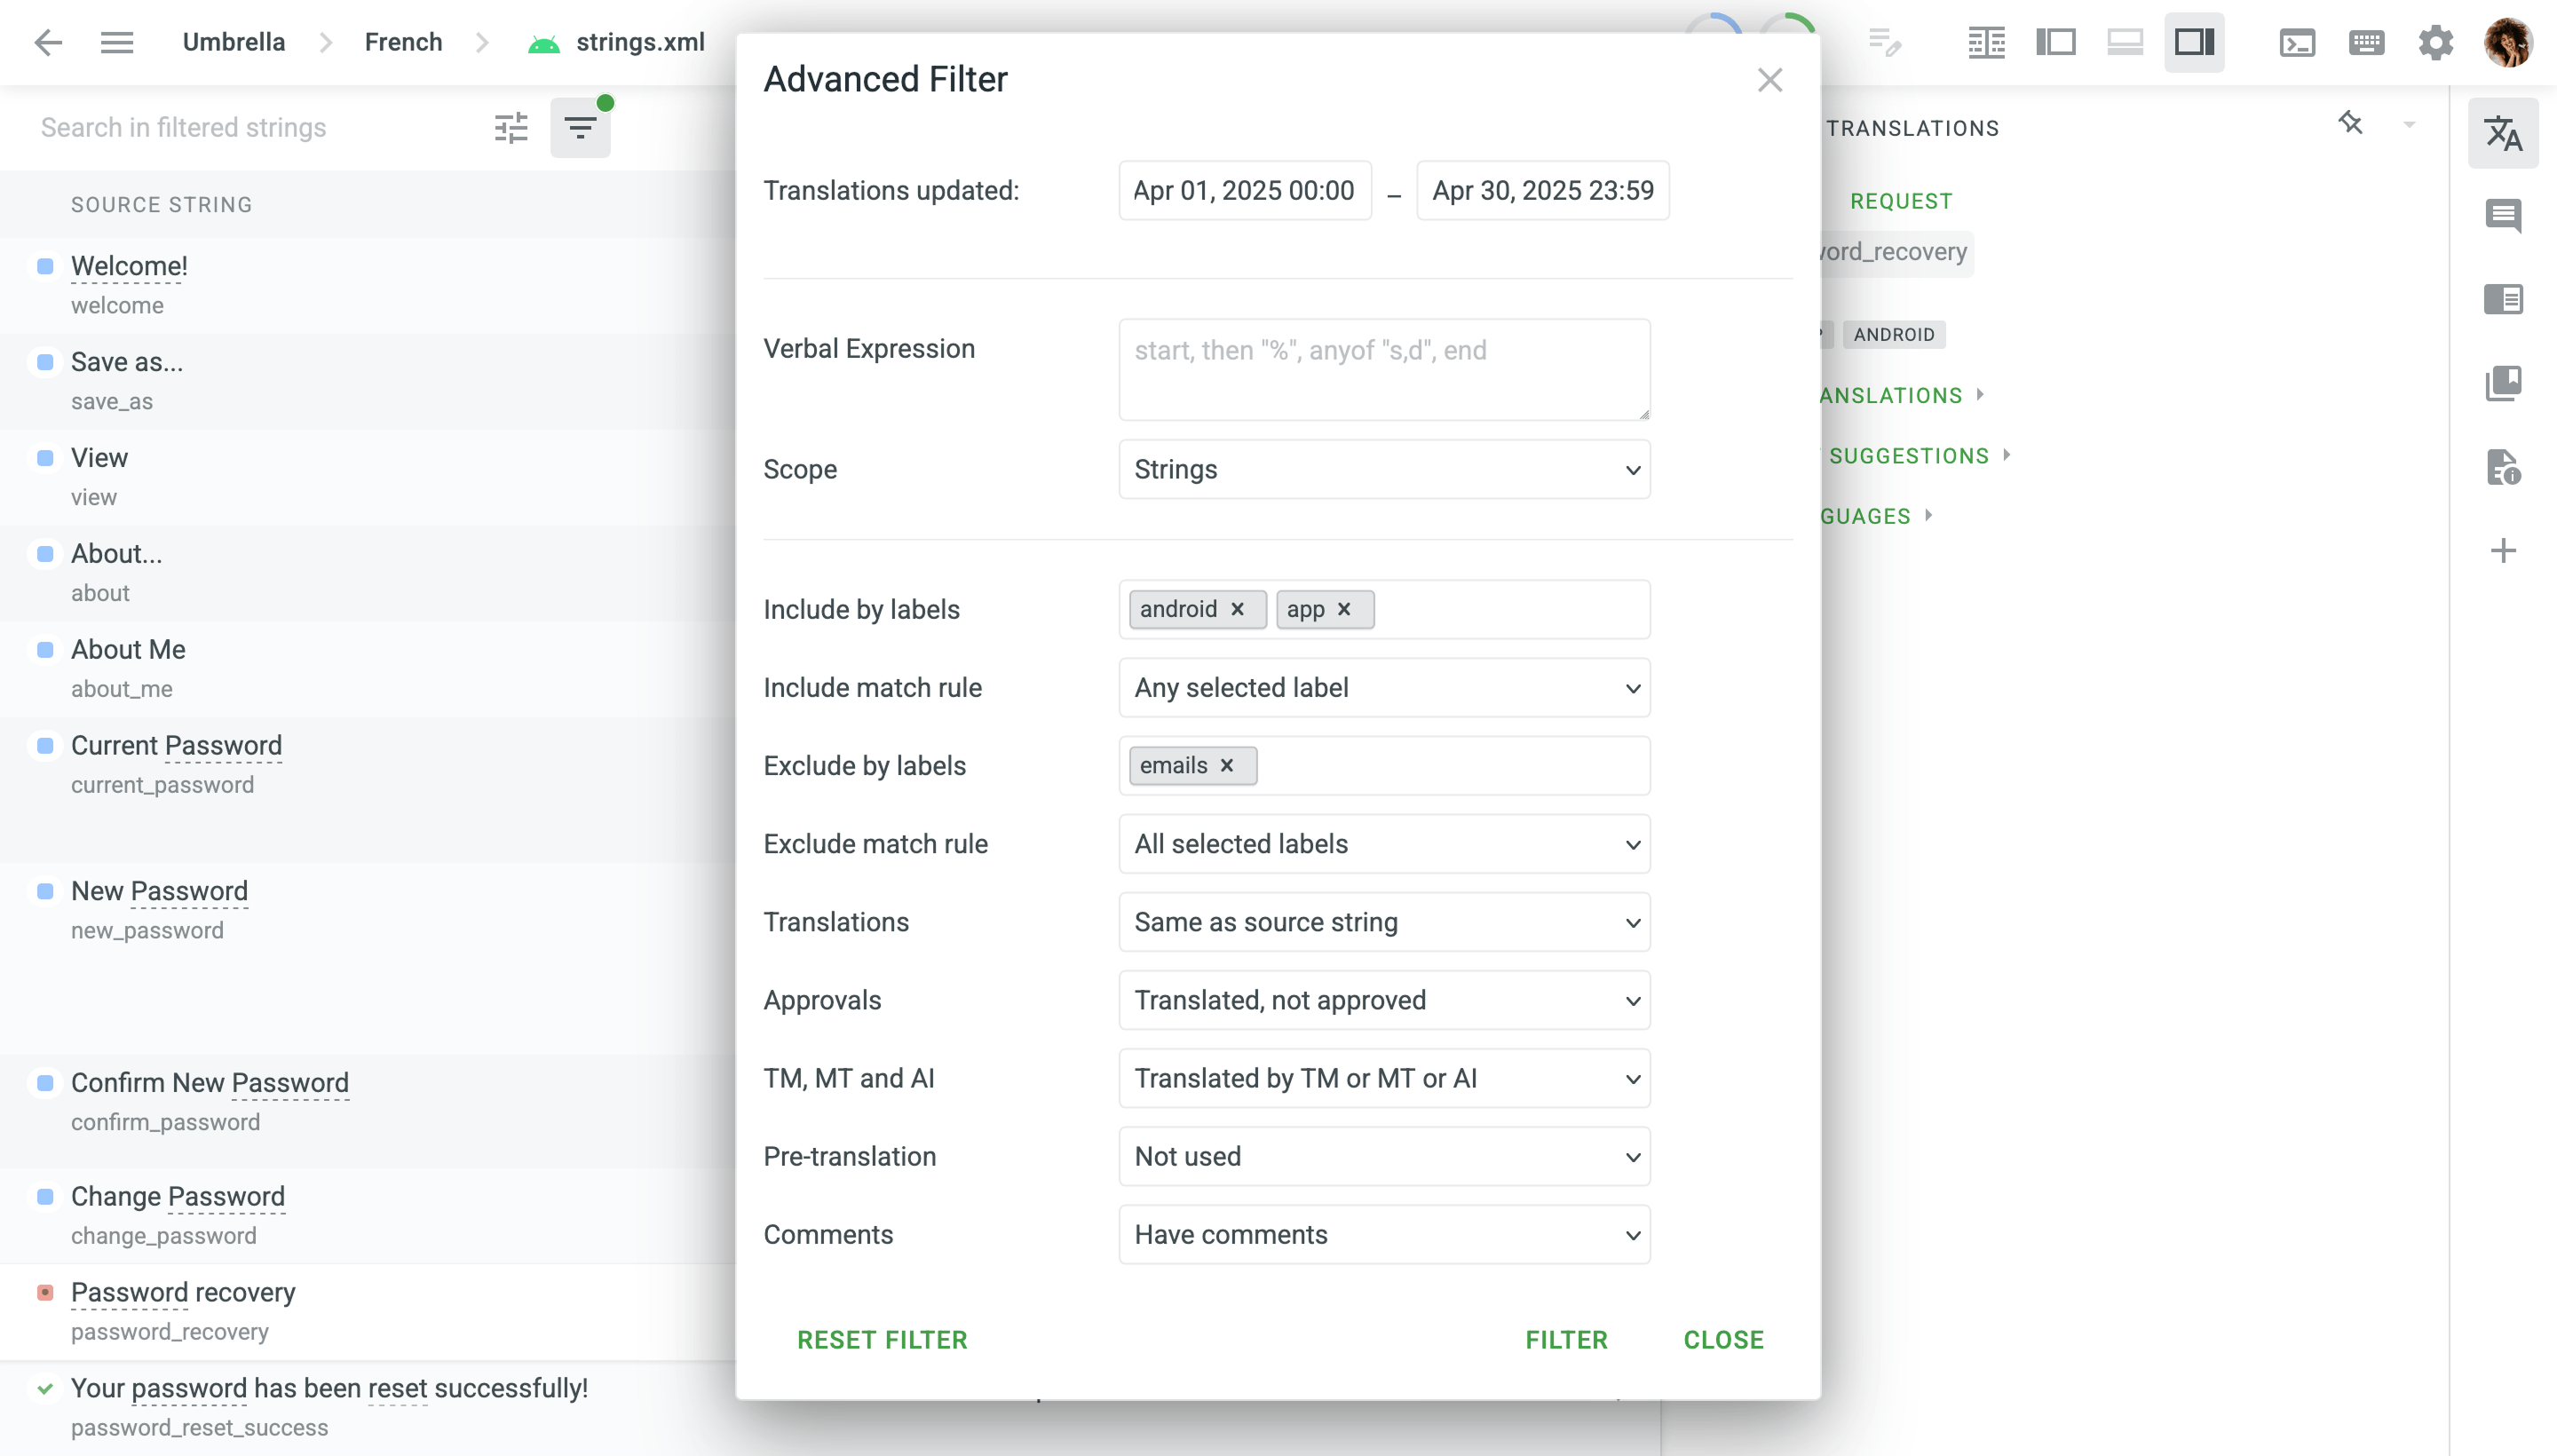 Umbrella French strings.xml
Search in filtered strings
SOURCE STRING
Welcome!
welcome
Save as...
save_as
View
view
About...
about
About Me
about_me
Current Password
current_password
New Password
new_password
Confirm New Password
confirm_password
Change Password
change_password
Password recovery
password_recovery
Your password has been reset successfully!
password_reset_success
Advanced Filter
Translations updated: Apr 01, 2025 00:00 – Apr 30, 2025 23:59
Verbal Expression start, then "%", anyof "s,d", end
Scope Strings
Include by labels android app
Include match rule Any selected label
Exclude by labels emails
Exclude match rule All selected labels
Translations Same as source string
Approvals Translated, not approved
TM, MT and AI Translated by TM or MT or AI
Pre-translation Not used
Comments Have comments
RESET FILTER FILTER CLOSE
TRANSLATIONS
REQUEST
ord_recovery
ANDROID
ANSLATIONS
SUGGESTIONS
GUAGES